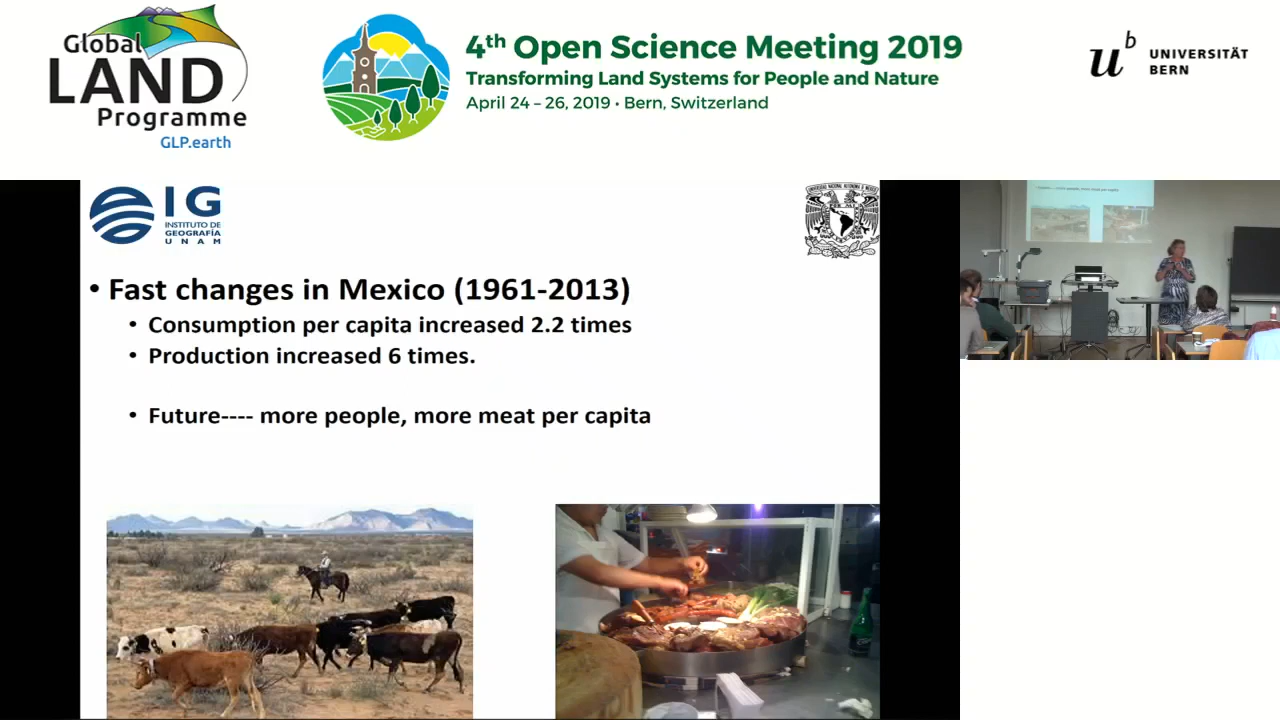 Global
LAND
Programme
GLP.earth
4th Open Science Meeting 2019
Transforming Land Systems for People and Nature
April 24 – 26, 2019 • Bern, Switzerland
u b
UNIVERSITÄT
BERN
IG
INSTITUTO DE
GEOGRAFÍA
UNAM
• Fast changes in Mexico (1961-2013)
• Consumption per capita increased 2.2 times
• Production increased 6 times.
• Future---- more people, more meat per capita